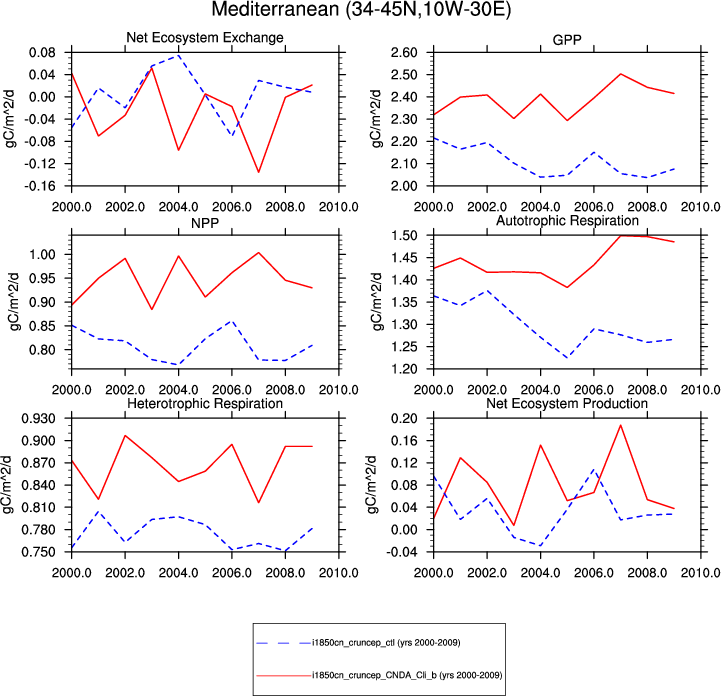 Mediterranean (34-45N,10W-30E)
Net Ecosystem Exchange
gC/m^2/d
0.08
0.04
0.00
-0.04
-0.08
-0.12
-0.16
2000.0 2002.0 2004.0 2006.0 2008.0 2010.0
GPP
gC/m^2/d
2.60
2.50
2.40
2.30
2.20
2.10
2.00
2000.0 2002.0 2004.0 2006.0 2008.0 2010.0
NPP
gC/m^2/d
1.00
0.95
0.90
0.85
0.80
2000.0 2002.0 2004.0 2006.0 2008.0 2010.0
Autotrophic Respiration
gC/m^2/d
1.50
1.45
1.40
1.35
1.30
1.25
1.20
2000.0 2002.0 2004.0 2006.0 2008.0 2010.0
Heterotrophic Respiration
gC/m^2/d
0.930
0.900
0.870
0.840
0.810
0.780
0.750
2000.0 2002.0 2004.0 2006.0 2008.0 2010.0
Net Ecosystem Production
gC/m^2/d
0.20
0.16
0.12
0.08
0.04
0.00
-0.04
2000.0 2002.0 2004.0 2006.0 2008.0 2010.0
i1850cn_cruncep_ctl (yrs 2000-2009)
i1850cn_cruncep_CNDA_Cli_b (yrs 2000-2009)